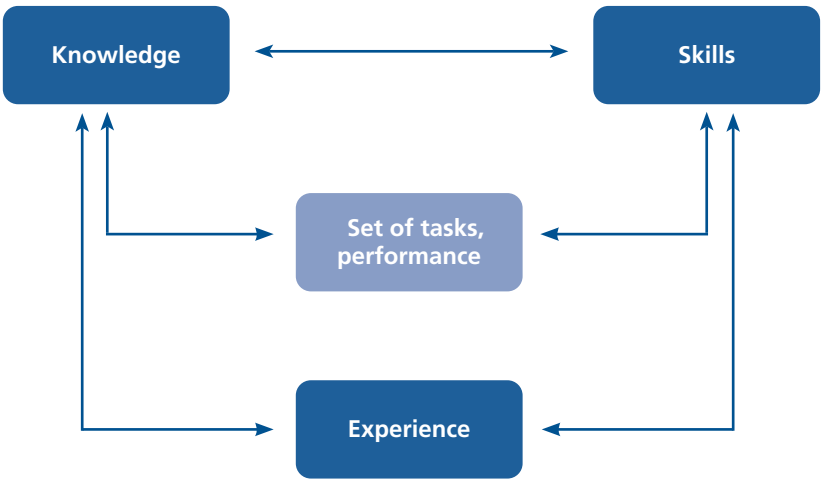 Knowledge
Skills
Set of tasks,
performance
Experience